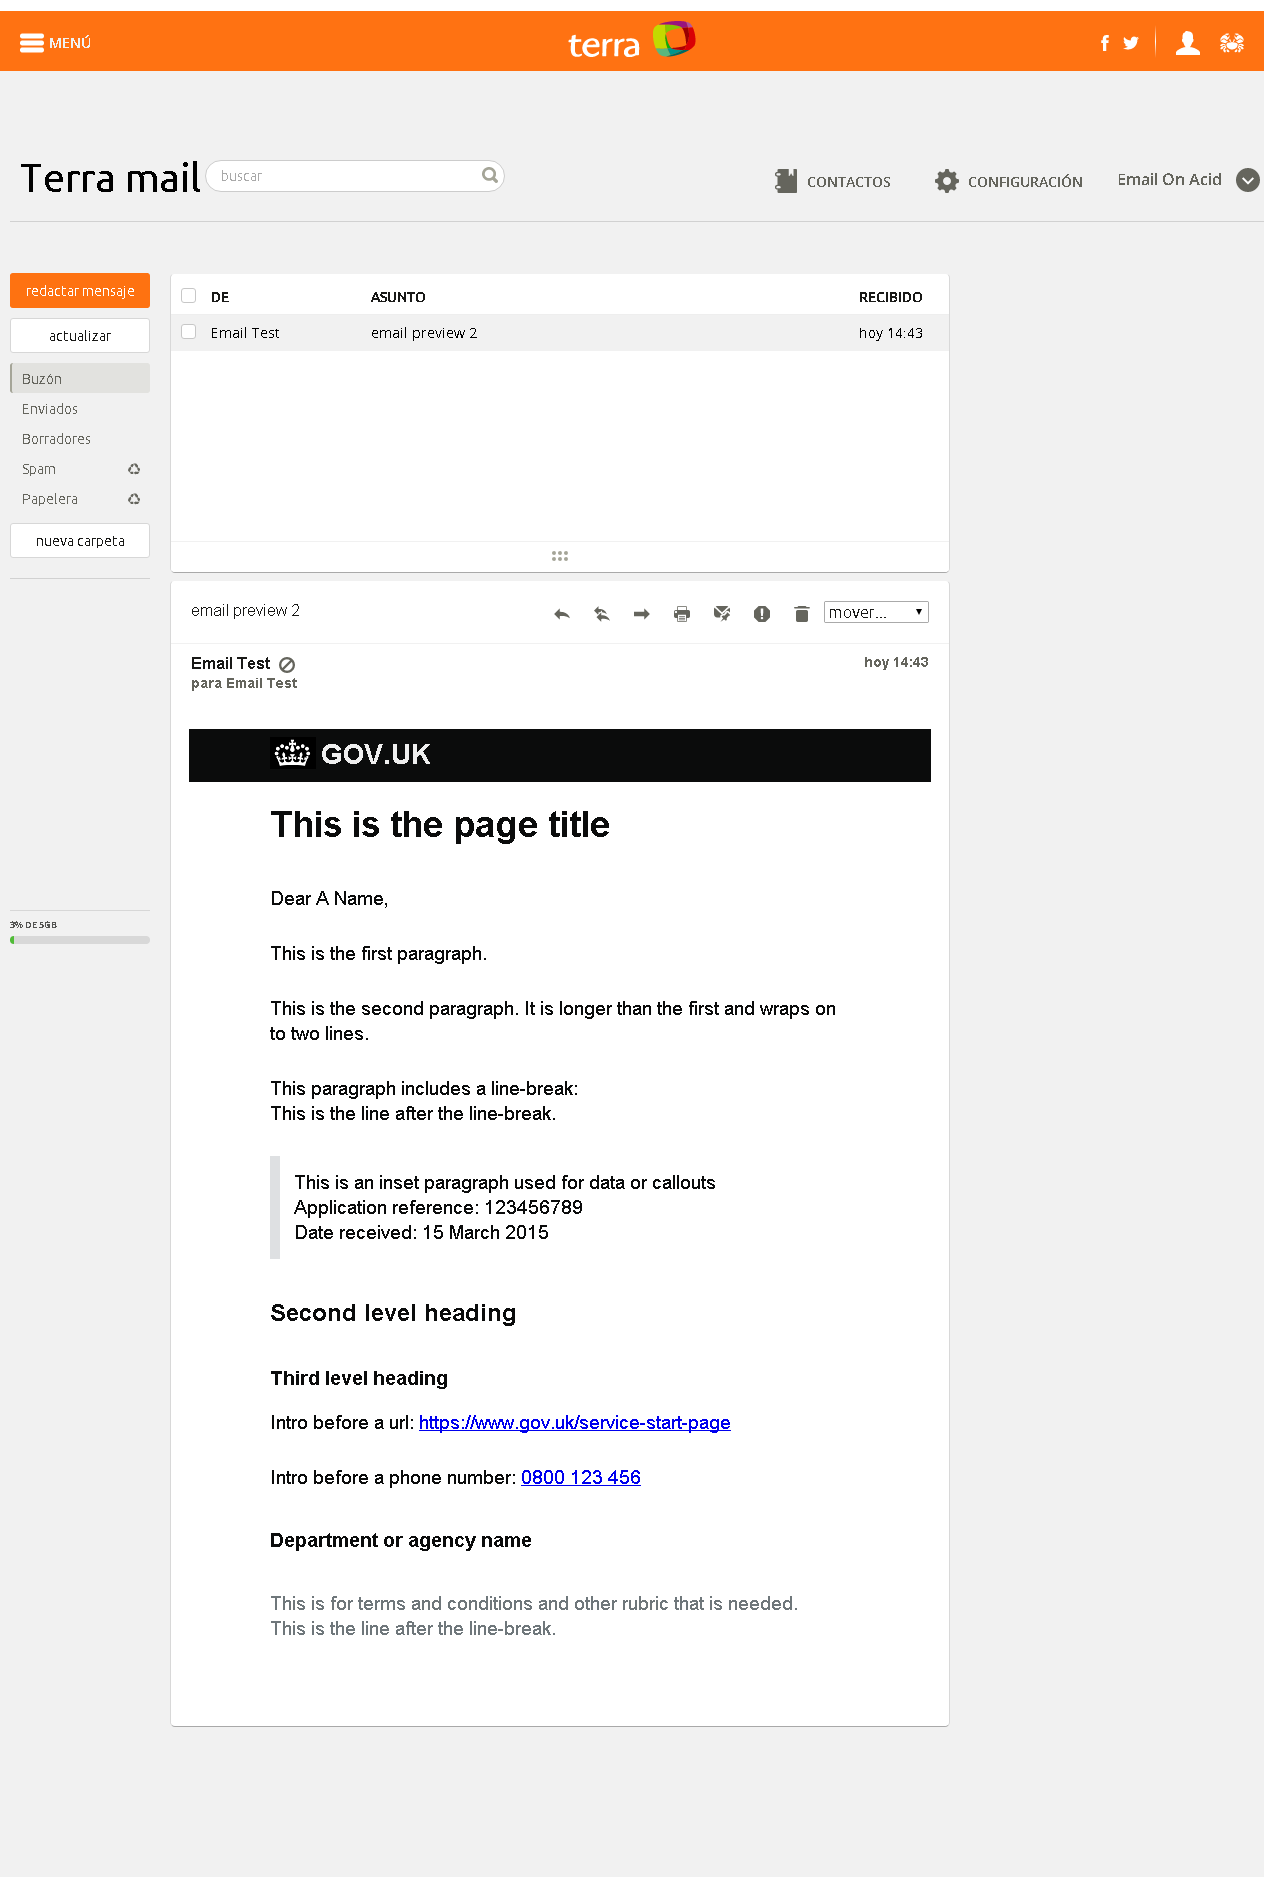 MENÚ
terra
Terra mail
buscar
CONTACTOS
CONFIGURACIÓN
Email On Acid
redactar mensaje
actualizar
Buzón
Enviados
Borradores
Spam
Papelera
nueva carpeta
3% DE 5GB
DE ASUNTO RECIBIDO
Email Test email preview 2 hoy 14:43
email preview 2
mover...
Email Test hoy 14:43
para Email Test
GOV.UK
This is the page title
Dear A Name,
This is the first paragraph.
This is the second paragraph. It is longer than the first and wraps on
to two lines.
This paragraph includes a line-break:
This is the line after the line-break.
This is an inset paragraph used for data or callouts
Application reference: 123456789
Date received: 15 March 2015
Second level heading
Third level heading
Intro before a url: https://www.gov.uk/service-start-page
Intro before a phone number: 0800 123 456
Department or agency name
This is for terms and conditions and other rubric that is needed.
This is the line after the line-break.